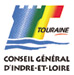 TOURAINE
CONSEIL GÉNÉRAL
D'INDRE-ET-LOIRE